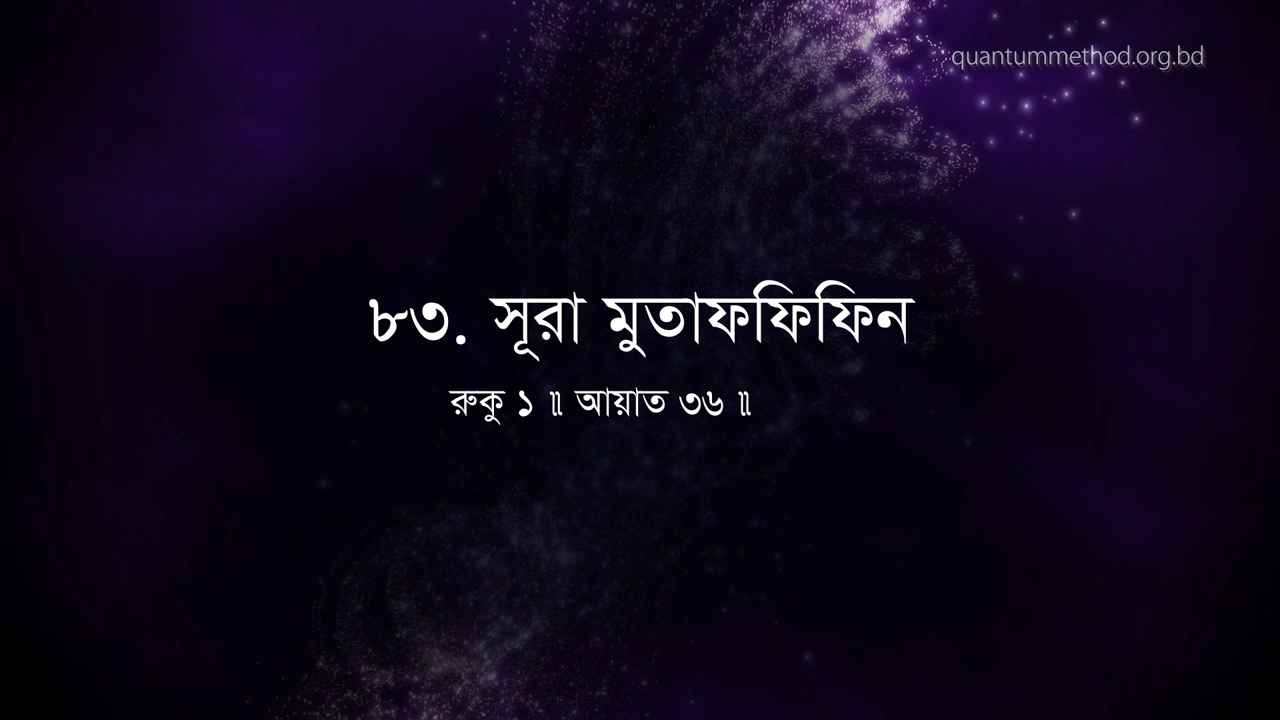 quantummethod.org.bd
৮৩. সূরা মুতাফফিফিন
রুকু ১ ॥ আয়াত ৩৬ ॥